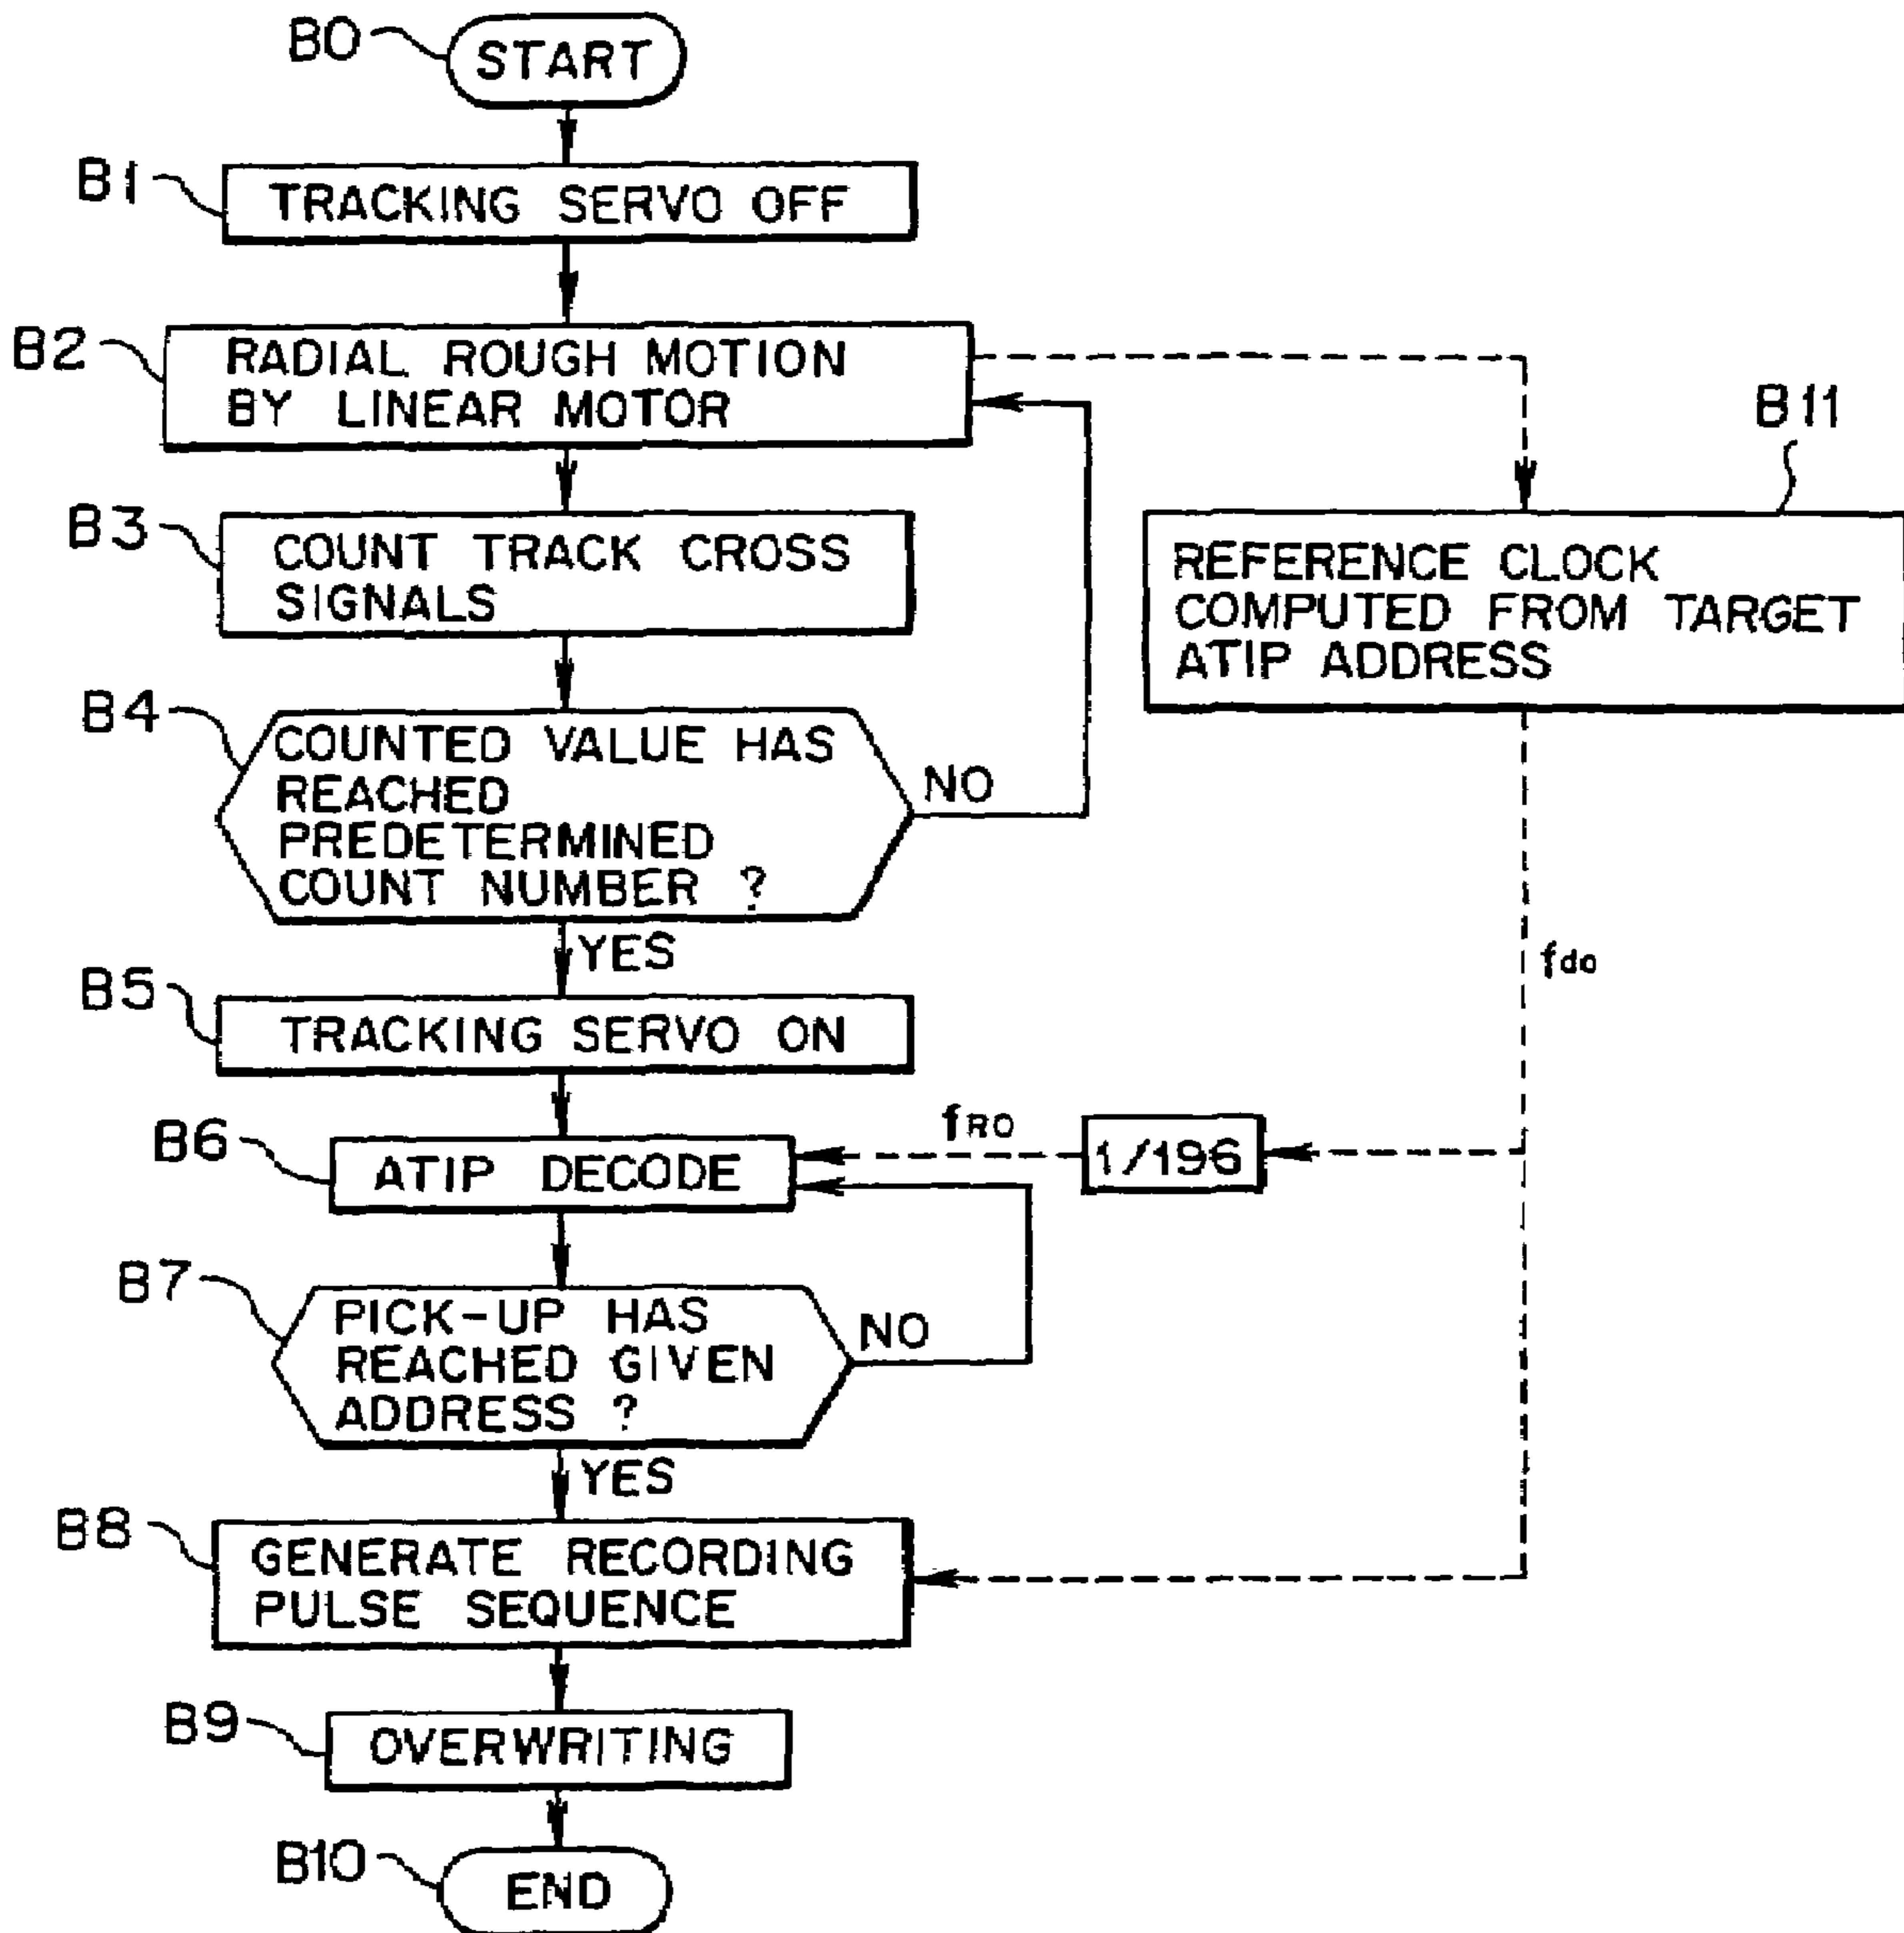 B0
START
B1
TRACKING SERVO OFF
B2
RADIAL ROUGH MOTION
BY LINEAR MOTOR
B11
REFERENCE CLOCK
COMPUTED FROM TARGET
ATIP ADDRESS
B3
COUNT TRACK CROSS
SIGNALS
B4
COUNTED VALUE HAS
REACHED
PREDETERMINED
COUNT NUMBER ?
NO
YES
fdo
B5
TRACKING SERVO ON
B6
ATIP DECODE
fRO
1/196
B7
PICK-UP HAS
REACHED GIVEN
ADDRESS ?
NO
YES
B8
GENERATE RECORDING
PULSE SEQUENCE
B9
OVERWRITING
B10
END